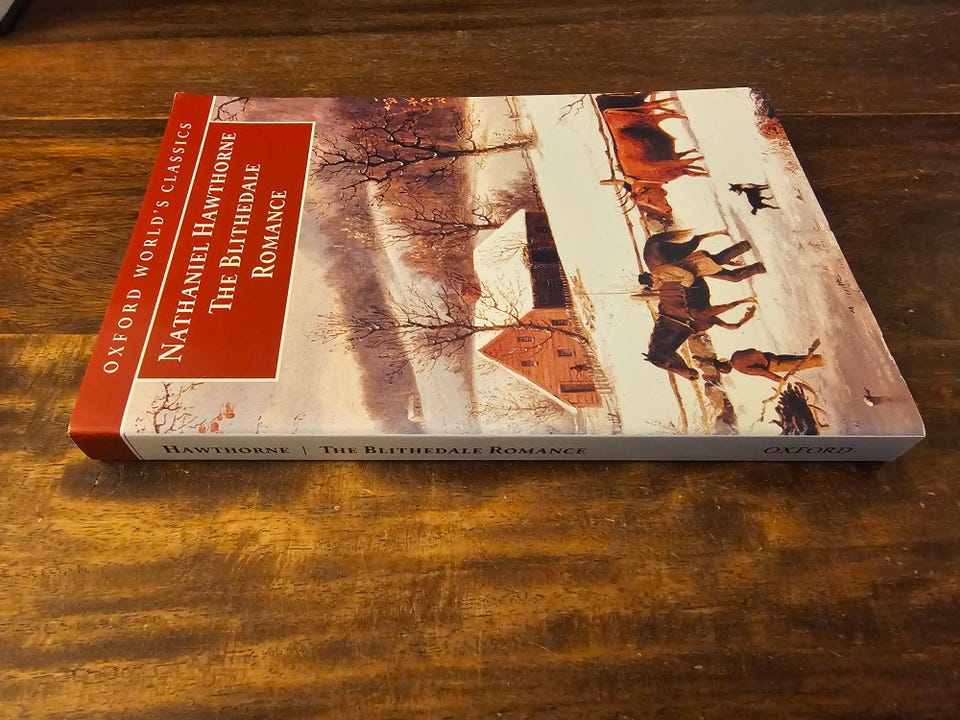 OXFORD WORLD'S CLASSICS
NATHANIEL HAWTHORNE
THE BLITHEDALE
ROMANCE
HAWTHORNE | THE BLITHEDALE ROMANCE OXFORD